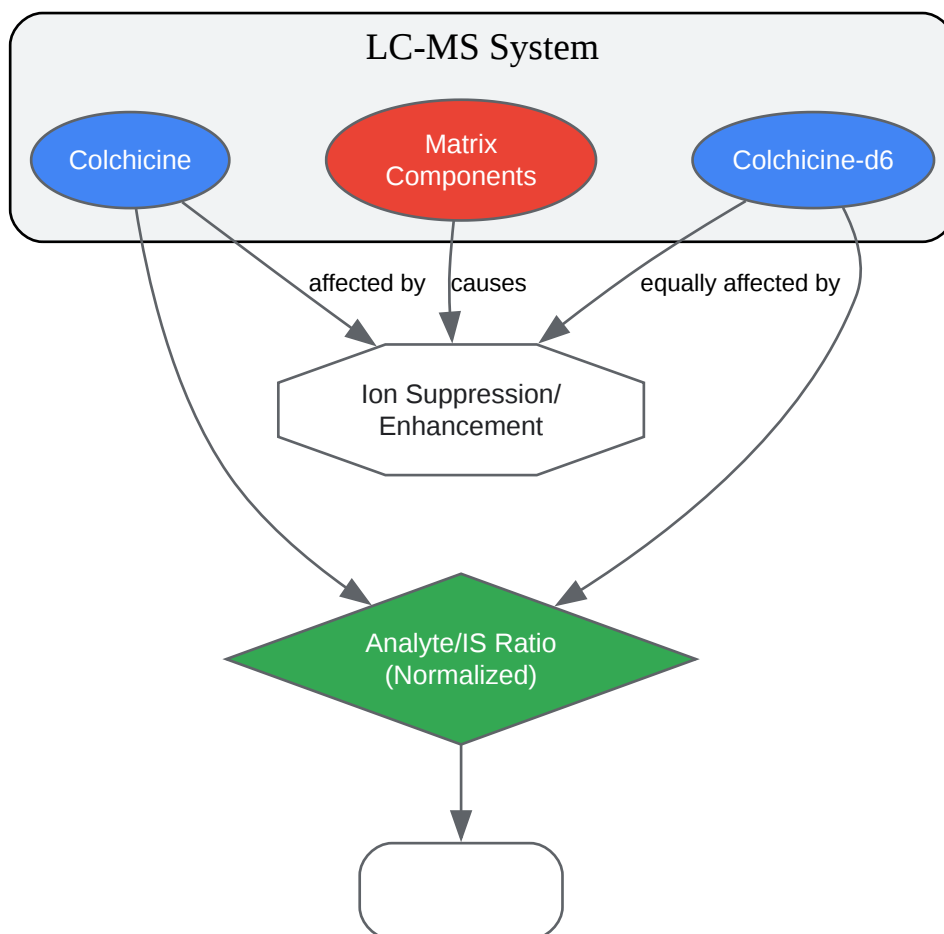 LC-MS System
Colchicine
Matrix
Components
Colchicine-d6
affected by
causes
equally affected by
Ion Suppression/
Enhancement
Analyte/IS Ratio
(Normalized)